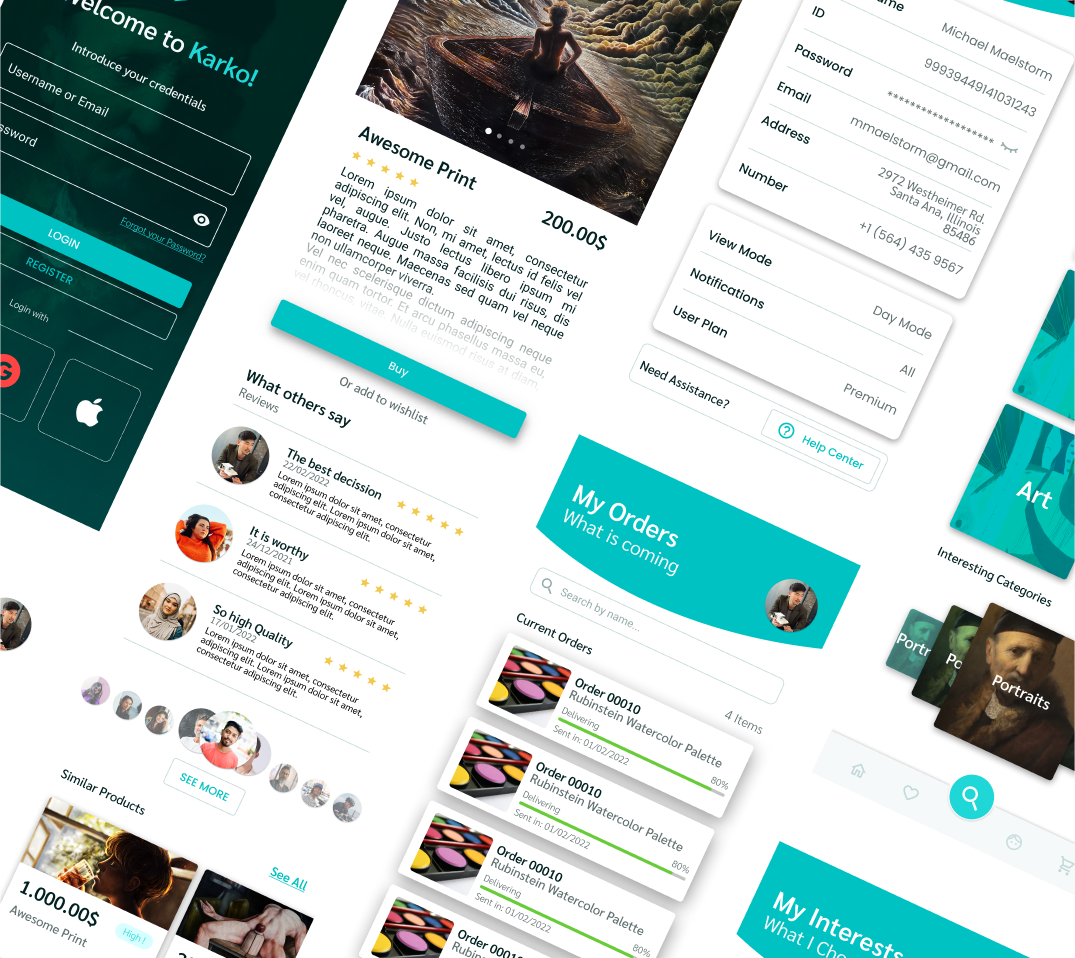 Welcome to Karko!
Introduce your credentials
Username or Email
Forgot your Password?
LOGIN
REGISTER
Login with
Awesome Print
200.00$
Lorem ipsum dolor sit amet, consectetur
adipiscing elit. Non, mi amet, lectus id felis vel
vel, augue. Justo lectus libero ipsum mi
pharetra. Augue massa facilisis dui risus, dis
laoreet neque. Maecenas sed quam vel neque
non ullamcorper viverra.
Vel nec scelerisque dictum adipiscing neque
enim quam tortor. Et arcu phasellus massa eu,
vel rhoncus, vitae. Nulla euismod risus at diam.
Buy
Or add to wishlist
What others say
Reviews
The best decission
22/02/2022
Lorem ipsum dolor sit amet, consectetur
adipiscing elit. Lorem ipsum dolor sit amet,
consectetur adipiscing elit.
It is worthy
24/12/2021
Lorem ipsum dolor sit amet, consectetur
adipiscing elit. Lorem ipsum dolor sit amet,
consectetur adipiscing elit.
So high Quality
17/01/2022
Lorem ipsum dolor sit amet, consectetur
adipiscing elit. Lorem ipsum dolor sit amet,
consectetur adipiscing elit.
SEE MORE
Similar Products
See All
1.000.00$
Awesome Print
High !
ID
Password
Email
Address
Number
Michael Maelstorm
99939449141031243
*******************
mmaelstorm@gmail.com
2972 Westheimer Rd.
Santa Ana, Illinois
85486
+1 (564) 435 9567
View Mode
Day Mode
Notifications
All
User Plan
Premium
Need Assistance?
Help Center
My Orders
What is coming
Search by name...
Current Orders
4 Items
Order 00010
Rubinstein Watercolor Palette
Delivering
80%
Sent in: 01/02/2022
Order 00010
Rubinstein Watercolor Palette
Delivering
80%
Sent in: 01/02/2022
Order 00010
Rubinstein Watercolor Palette
Delivering
80%
Sent in: 01/02/2022
Order 00010
Rubinstein Watercolor Palette
Art
Interesting Categories
Portraits
My Interests
What I